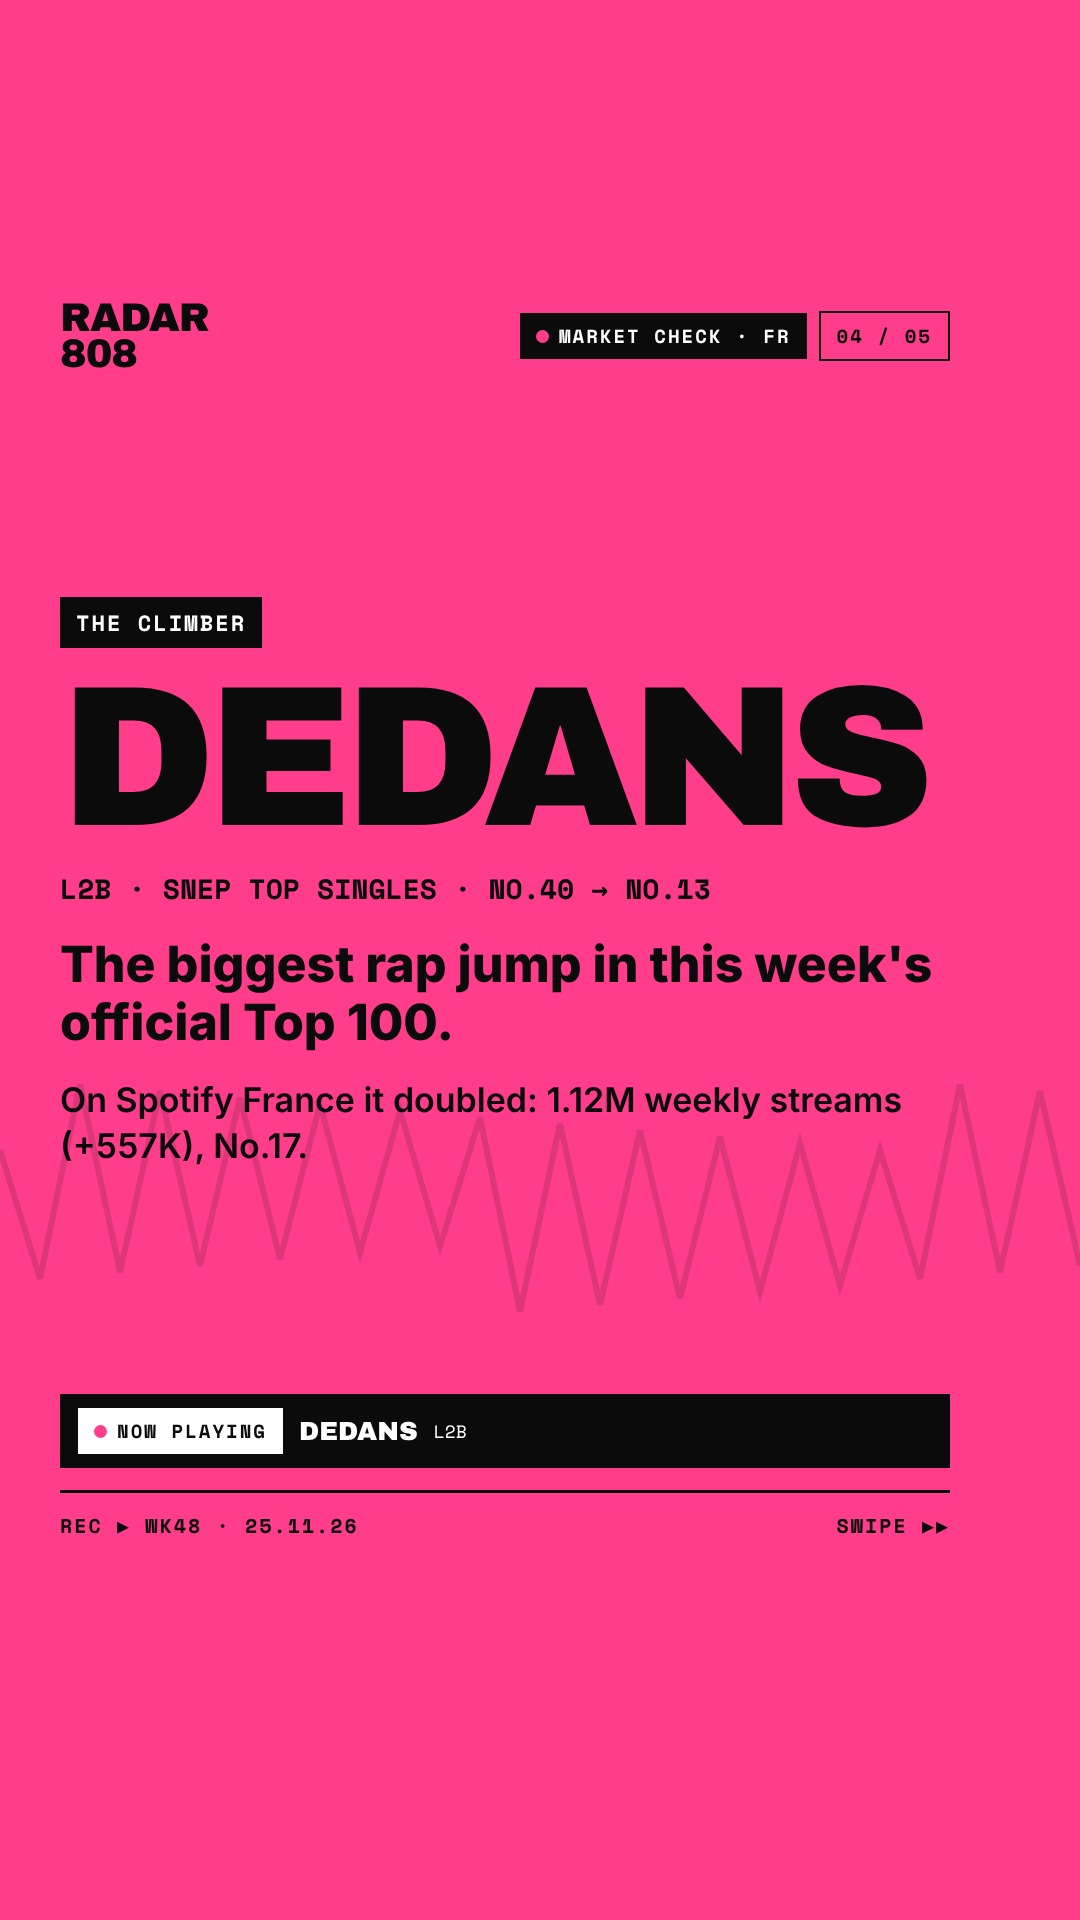 RADAR
808
MARKET CHECK · FR
04 / 05
THE CLIMBER
DEDANS
L2B · SNEP TOP SINGLES · NO.40 → NO.13
The biggest rap jump in this week's
official Top 100.
On Spotify France it doubled: 1.12M weekly streams
(+557K), No.17.
NOW PLAYING DEDANS L2B
REC ▶ WK48 · 25.11.26
SWIPE ▶▶